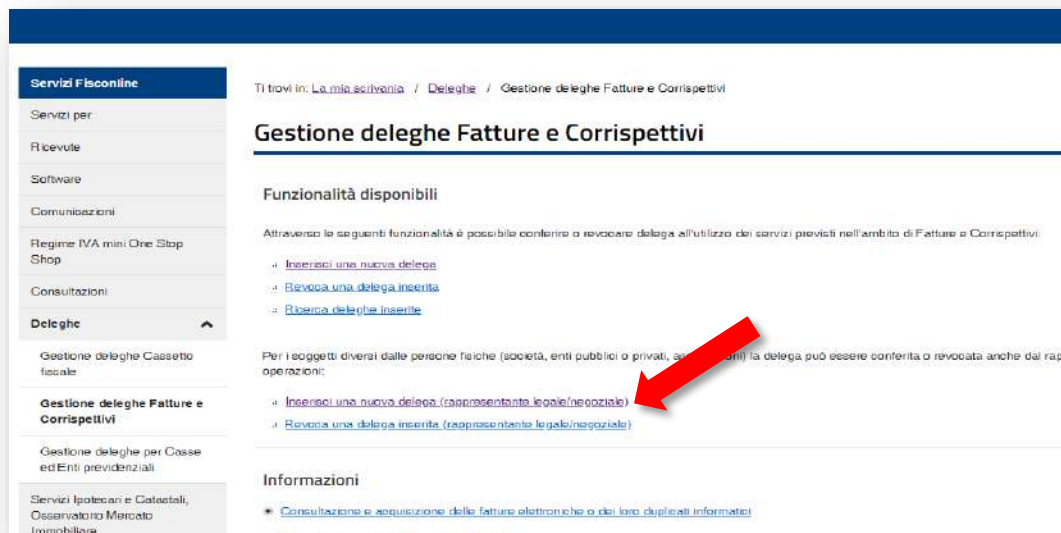 Servizi Fisconline
Servizi per
Ricevute
Software
Comunicazioni
Regime IVA mini One Stop
Shop
Consultazioni
Deleghe
Gestione deleghe Cassetto
fiscale
Gestione deleghe Fatture e
Corrispettivi
Gestione deleghe per Casse
ed Enti previdenziali
Servizi Ipotecari e Catastali,
Osservatorio Mercato
Immobiliare
Ti trovi in: La mia scrivania / Deleghe / Gestione deleghe Fatture e Corrispettivi
Gestione deleghe Fatture e Corrispettivi
Funzionalità disponibili
Attraverso le seguenti funzionalità è possibile conferire o revocare delega all'utilizzo dei servizi previsti nell'ambito di Fatture e Corrispettivi:
Inserisci una nuova delega
Revoca una delega inserita
Ricerca deleghe inserite
Per i soggetti diversi dalle persone fisiche (società, enti pubblici o privati, la delega può essere conferita o revocata anche dal rap
operazioni:
Inserisci una nuova delega (rappresentante legale/negoziale)
Revoca una delega inserita (rappresentante legale/negoziale)
Informazioni
Consultazione e acquisizione delle fatture elettroniche o dei loro duplicati informatici